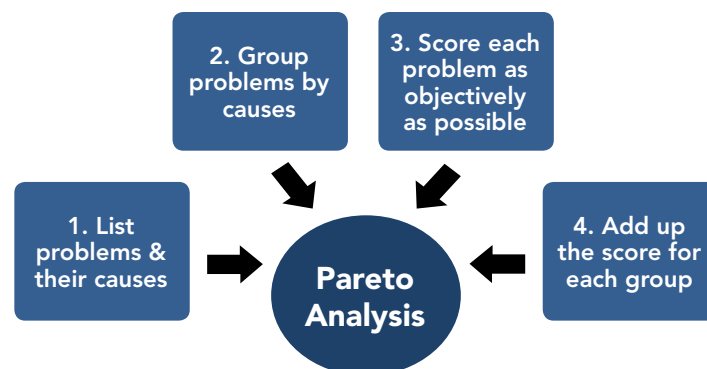 1. List
problems &
their causes
2. Group
problems by
causes
3. Score each
problem as
objectively
as possible
4. Add up
the score for
each group
Pareto
Analysis